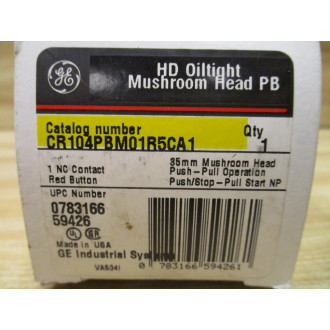 GE
HD Oiltight
Mushroom Head PB
Catalog number
Qty
CR104PBM01R5CA1
1
1 NC Contact
Red Button
35mm Mushroom Head
Push-Pull Operation
Push/Stop-Pull Start NP
UPC Number
0783166
59426
UL
Made in USA
GE Industrial Systems
0 783166 594261